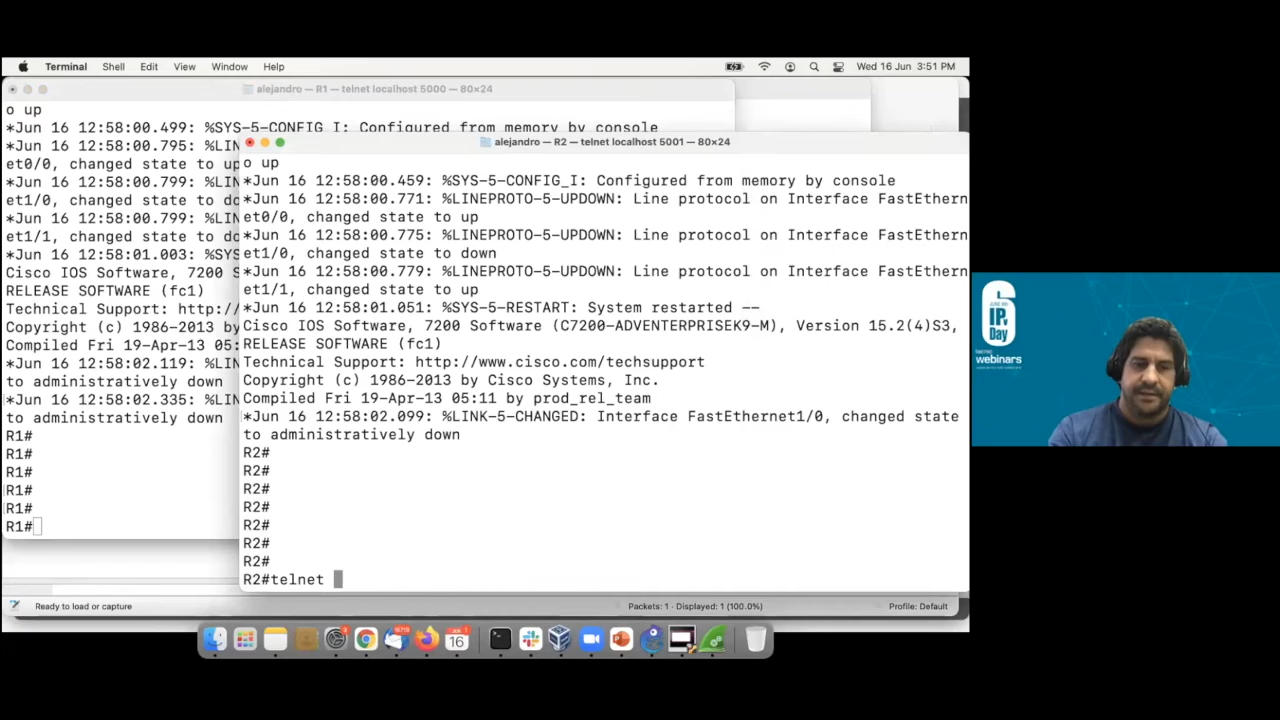 Terminal Shell Edit View Window Help Wed 16 Jun 3:51 PM
alejandro — R1 — telnet localhost 5000 — 80×24
o up
*Jun 16 12:58:00.499: %SYS-5-CONFIG_I: Configured from memory by console
*Jun 16 12:58:00.795: %LIN
et0/0, changed state to up
*Jun 16 12:58:00.799: %LIN
et1/0, changed state to do
*Jun 16 12:58:00.799: %LI
et1/1, changed state to do
*Jun 16 12:58:01.003: %SYS
Cisco IOS Software, 7200 S
RELEASE SOFTWARE (fc1)
Technical Support: http:/
Copyright (c) 1986-2013 by
Compiled Fri 19-Apr-13 05:
*Jun 16 12:58:02.119: %LIN
to administratively down
*Jun 16 12:58:02.335: %LIN
to administratively down
R1#
R1#
R1#
R1#
R1#
R1#
alejandro — R2 — telnet localhost 5001 — 80×24
o up
*Jun 16 12:58:00.459: %SYS-5-CONFIG_I: Configured from memory by console
*Jun 16 12:58:00.771: %LINEPROTO-5-UPDOWN: Line protocol on Interface FastEthern
et0/0, changed state to up
*Jun 16 12:58:00.775: %LINEPROTO-5-UPDOWN: Line protocol on Interface FastEthern
et1/0, changed state to down
*Jun 16 12:58:00.779: %LINEPROTO-5-UPDOWN: Line protocol on Interface FastEthern
et1/1, changed state to up
*Jun 16 12:58:01.051: %SYS-5-RESTART: System restarted --
Cisco IOS Software, 7200 Software (C7200-ADVENTERPRISEK9-M), Version 15.2(4)S3,
RELEASE SOFTWARE (fc1)
Technical Support: http://www.cisco.com/techsupport
Copyright (c) 1986-2013 by Cisco Systems, Inc.
Compiled Fri 19-Apr-13 05:11 by prod_rel_team
*Jun 16 12:58:02.099: %LINK-5-CHANGED: Interface FastEthernet1/0, changed state
to administratively down
R2#
R2#
R2#
R2#
R2#
R2#
R2#
R2#telnet
Ready to load or capture Packets: 1 · Displayed: 1 (100.0%) Profile: Default
JUN 16
6
JUNE 6th
IPv
Day
webinars